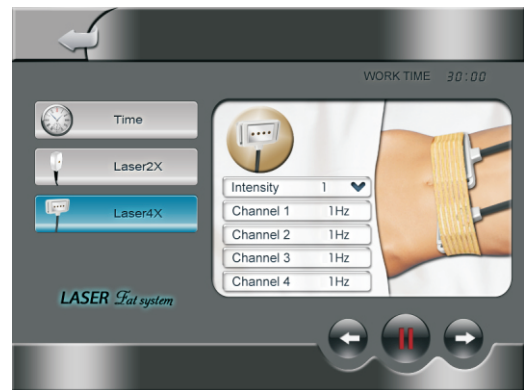 WORK TIME 30:00
Time
Laser2X
Laser4X
Intensity 1
Channel 1 1Hz
Channel 2 1Hz
Channel 3 1Hz
Channel 4 1Hz
LASER Fat system